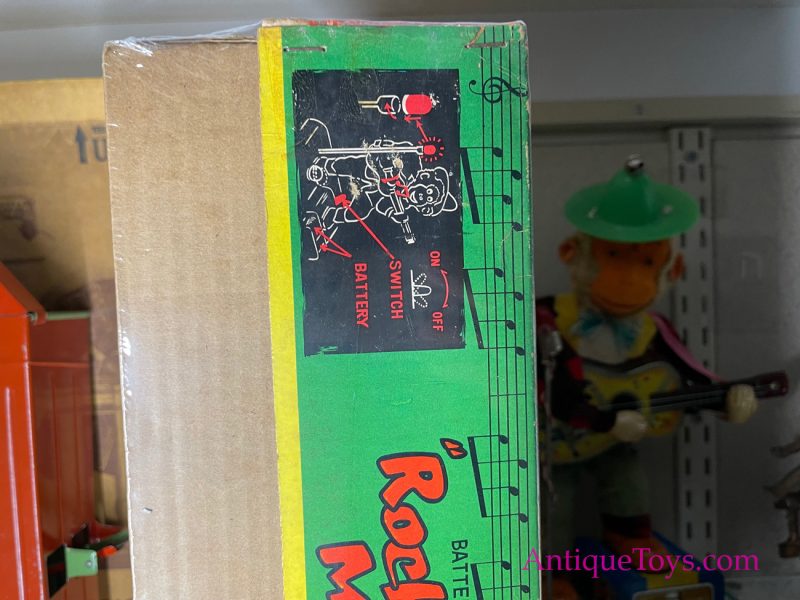 ON
OFF
SWITCH
BATTERY
BATTE
"Rock
M
AntiqueToys.com